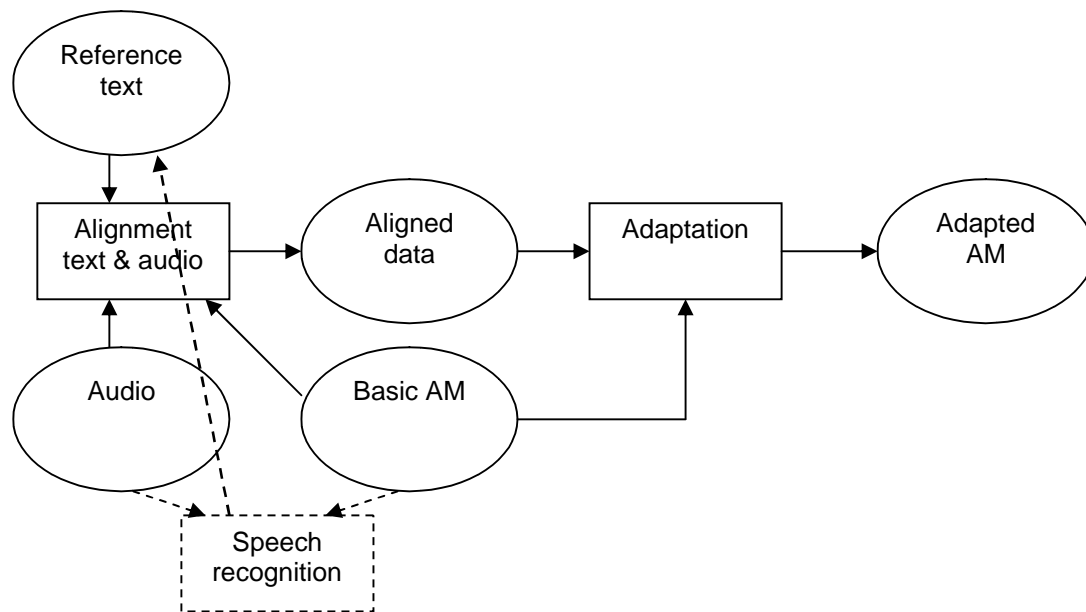 Reference
text
Alignment
text & audio
Aligned
data
Adaptation
Adapted
AM
Audio
Basic AM
Speech
recognition